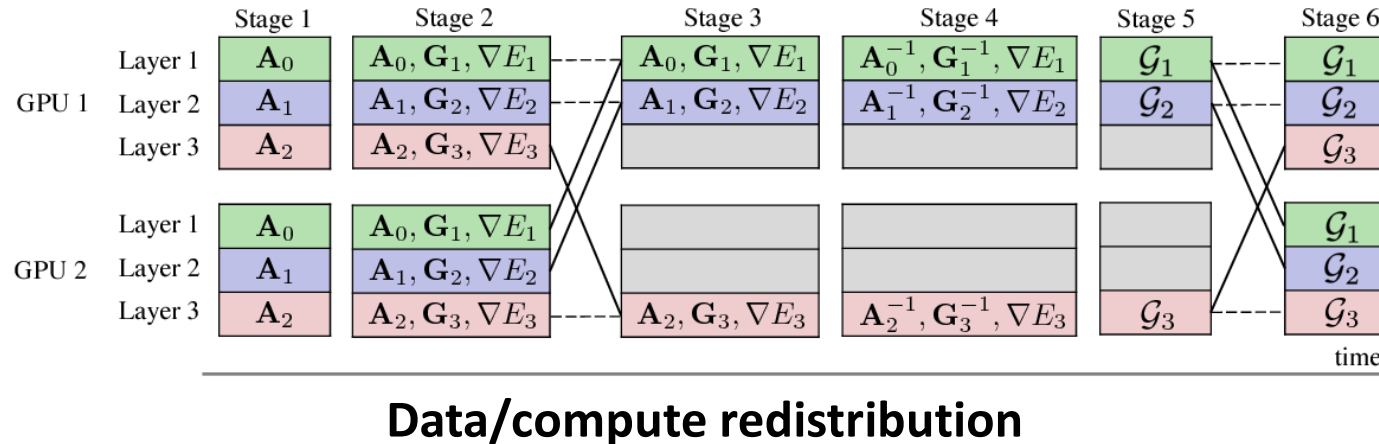 Stage 1 Stage 2 Stage 3 Stage 4 Stage 5 Stage 6
Layer 1 A₀ A₀, G₁, ∇E₁ A₀, G₁, ∇E₁ A₀⁻¹, G₁⁻¹, ∇E₁ 𝒢₁ 𝒢₁
GPU 1 Layer 2 A₁ A₁, G₂, ∇E₂ A₁, G₂, ∇E₂ A₁⁻¹, G₂⁻¹, ∇E₂ 𝒢₂ 𝒢₂
Layer 3 A₂ A₂, G₃, ∇E₃ 𝒢₃
Layer 1 A₀ A₀, G₁, ∇E₁ 𝒢₁
GPU 2 Layer 2 A₁ A₁, G₂, ∇E₂ 𝒢₂
Layer 3 A₂ A₂, G₃, ∇E₃ A₂, G₃, ∇E₃ A₂⁻¹, G₃⁻¹, ∇E₃ 𝒢₃ 𝒢₃
time
Data/compute redistribution